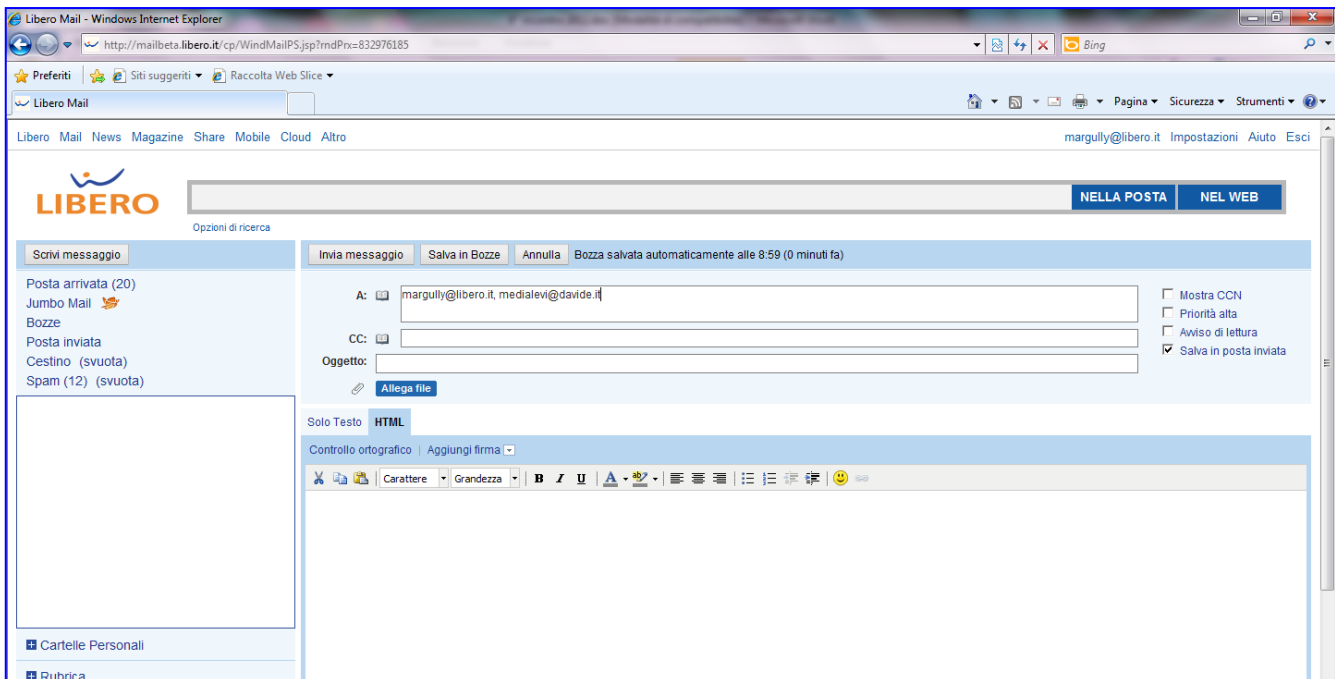 Libero Mail - Windows Internet Explorer
http://mailbeta.libero.it/cp/WindMailPS.jsp?rndPrx=832976185
Bing
Preferiti Siti suggeriti Raccolta Web Slice
Libero Mail
Pagina Sicurezza Strumenti
Libero Mail News Magazine Share Mobile Cloud Altro
margully@libero.it Impostazioni Aiuto Esci
LIBERO
NELLA POSTA NEL WEB
Opzioni di ricerca
Scrivi messaggio
Invia messaggio Salva in Bozze Annulla Bozza salvata automaticamente alle 8:59 (0 minuti fa)
Posta arrivata (20)
Jumbo Mail
Bozze
Posta inviata
Cestino (svuota)
Spam (12) (svuota)
A: margully@libero.it, medialevi@davide.it
CC:
Oggetto:
Allega file
Mostra CCN
Priorità alta
Avviso di lettura
Salva in posta inviata
Solo Testo HTML
Controllo ortografico | Aggiungi firma
Carattere Grandezza B I U A ab
Cartelle Personali
Rubrica